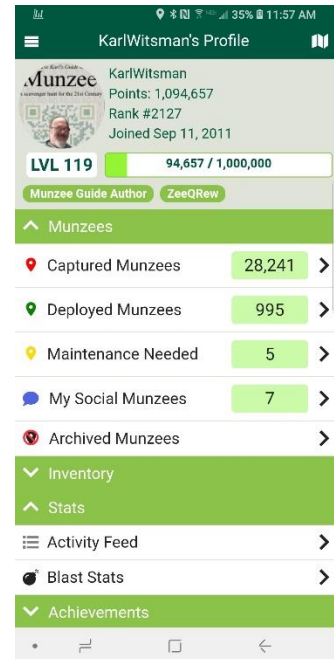 35% 11:57 AM
KarlWitsman's Profile
Munzee
KarlWitsman
Points: 1,094,657
Rank #2127
Joined Sep 11, 2011
LVL 119
94,657 / 1,000,000
Munzee Guide Author
ZeeQRew
Munzees
Captured Munzees 28,241
Deployed Munzees 995
Maintenance Needed 5
My Social Munzees 7
Archived Munzees
Inventory
Stats
Activity Feed
Blast Stats
Achievements